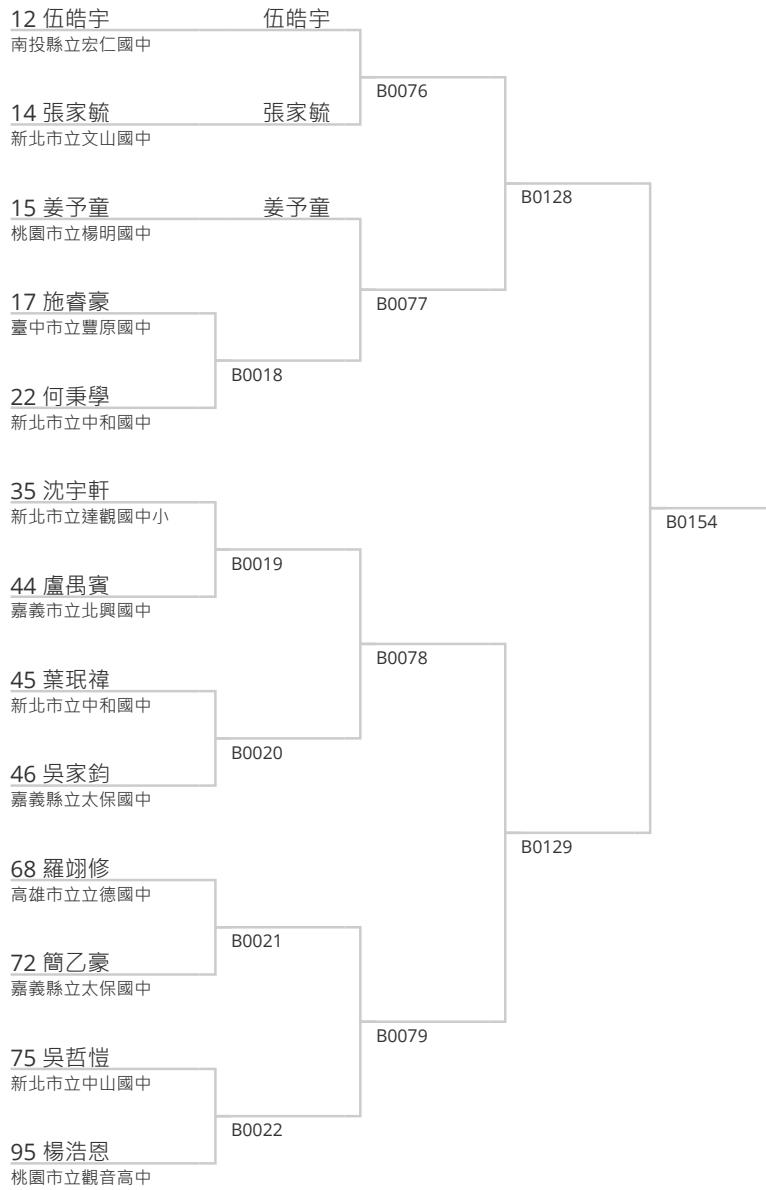 12 伍皓宇 伍皓宇
南投縣立宏仁國中
B0076
14 張家毓 張家毓
新北市立文山國中
B0128
15 姜予童 姜予童
桃園市立楊明國中
17 施睿豪
B0077
臺中市立豐原國中
B0018
22 何秉學
新北市立中和國中
35 沈宇軒
新北市立達觀國中小
B0154
B0019
44 盧禺賓
嘉義市立北興國中
B0078
45 葉珉禕
新北市立中和國中
B0020
46 吳家鈞
嘉義縣立太保國中
B0129
68 羅翊修
高雄市立立德國中
B0021
72 簡乙豪
嘉義縣立太保國中
B0079
75 吳哲愷
新北市立中山國中
B0022
95 楊浩恩
桃園市立觀音高中